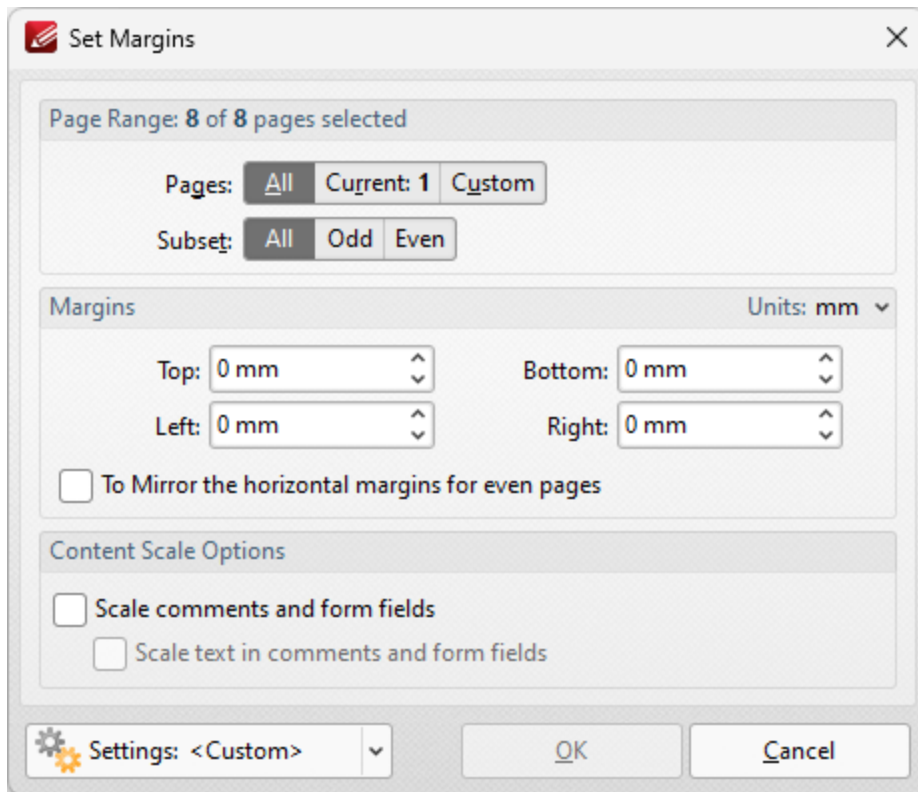 Set Margins
Page Range: 8 of 8 pages selected
Pages: All Current: 1 Custom
Subset: All Odd Even
Margins Units: mm
Top: 0 mm Bottom: 0 mm
Left: 0 mm Right: 0 mm
To Mirror the horizontal margins for even pages
Content Scale Options
Scale comments and form fields
Scale text in comments and form fields
Settings: <Custom> OK Cancel